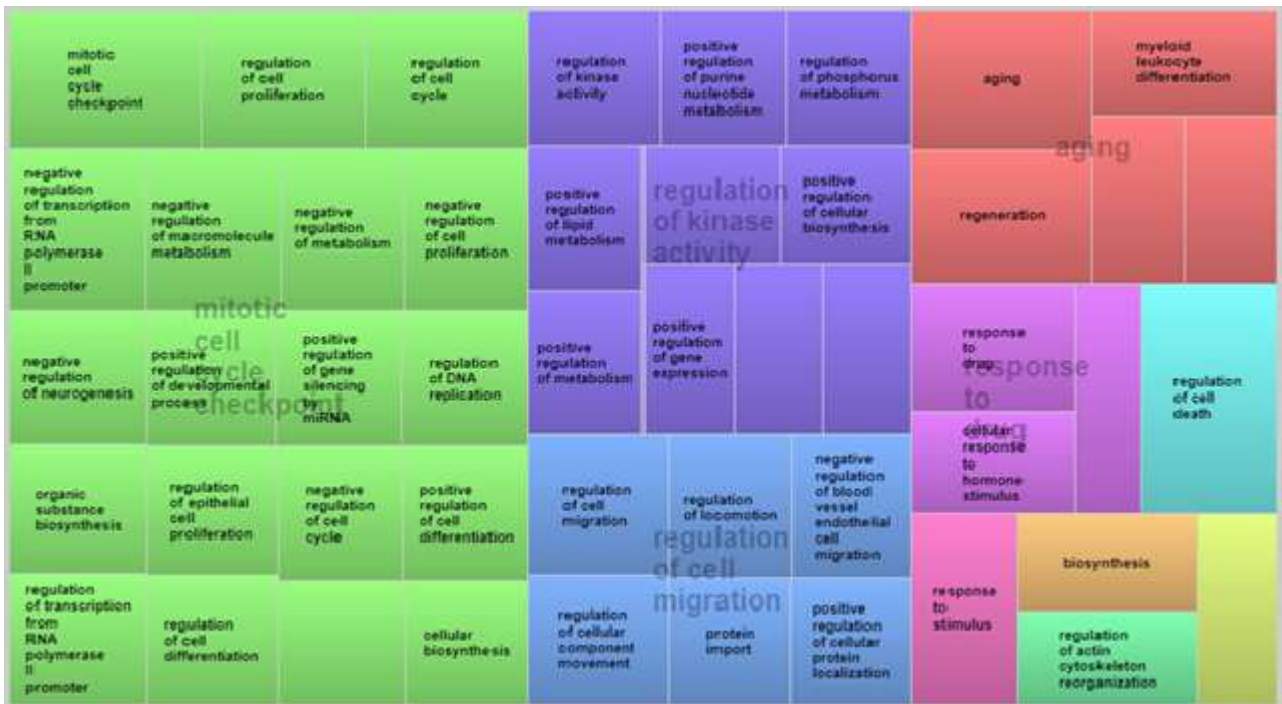 mitotic
cell
cycle
checkpoint
regulation
of cell
proliferation
regulation
of cell
cycle
negative
regulation
of transcription
from
RNA
polymerase
II
promoter
negative
regulation
of macromolecule
metabolism
negative
regulation
of metabolism
negative
regulation
of cell
proliferation
negative
regulation
of neurogenesis
positive
regulation
of developmental
process
positive
regulation
of gene
silencing
by
miRNA
regulation
of DNA
replication
organic
substance
biosynthesis
regulation
of epithelial
cell
proliferation
negative
regulation
of cell
cycle
positive
regulation
of cell
differentiation
regulation
of transcription
from
RNA
polymerase
II
promoter
regulation
of cell
differentiation
cellular
biosynthesis
mitotic
cell
cycle
checkpoint
regulation
of kinase
activity
positive
regulation
of purine
nucleotide
metabolism
regulation
of phosphorus
metabolism
positive
regulation
of lipid
metabolism
positive
regulation
of cellular
biosynthesis
positive
regulation
of metabolism
positive
regulation
of gene
expression
regulation
of kinase
activity
regulation
of cell
migration
regulation
of locomotion
negative
regulation
of blood
vessel
endothelial
cell
migration
regulation
of cellular
component
movement
protein
import
positive
regulation
of cellular
protein
localization
regulation
of cell
migration
aging
myeloid
leukocyte
differentiation
regeneration
aging
response
to
drug
cellular
response
to
hormone
stimulus
response
to
drug
regulation
of cell
death
response
to
stimulus
biosynthesis
regulation
of actin
cytoskeleton
reorganization